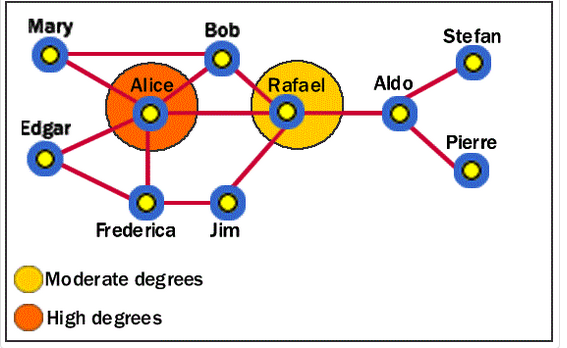 Mary
Bob
Stefan
Alice
Rafael
Aldo
Edgar
Pierre
Frederica
Jim
Moderate degrees
High degrees